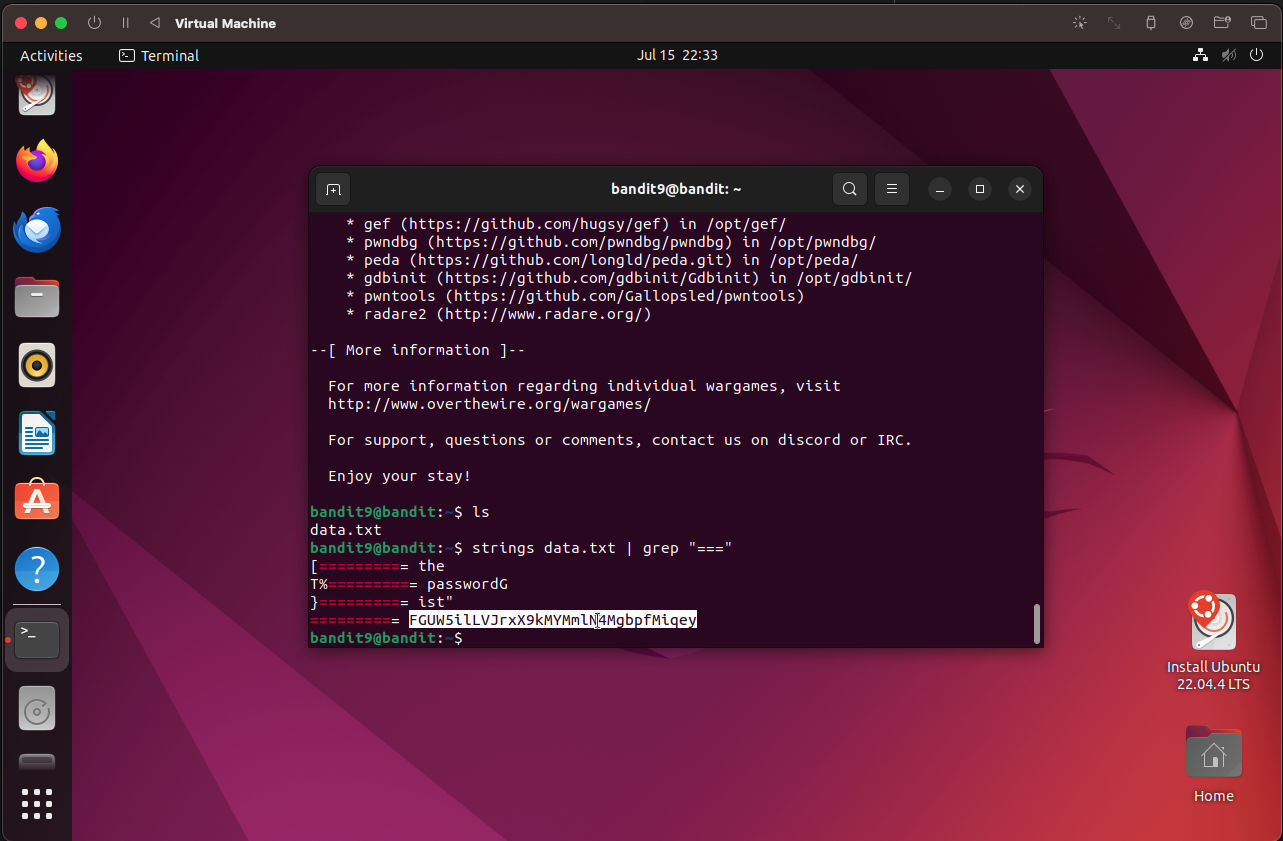 Virtual Machine
Activities
Terminal
Jul 15 22:33
bandit9@bandit: ~
* gef (https://github.com/hugsy/gef) in /opt/gef/
* pwndbg (https://github.com/pwndbg/pwndbg) in /opt/pwndbg/
* peda (https://github.com/longld/peda.git) in /opt/peda/
* gdbinit (https://github.com/gdbinit/Gdbinit) in /opt/gdbinit/
* pwntools (https://github.com/Gallopsled/pwntools)
* radare2 (http://www.radare.org/)
--[ More information ]--
For more information regarding individual wargames, visit
http://www.overthewire.org/wargames/
For support, questions or comments, contact us on discord or IRC.
Enjoy your stay!
bandit9@bandit:~$ ls
data.txt
bandit9@bandit:~$ strings data.txt | grep "==="
[========== the
T%========== passwordG
}========== ist"
========== FGUW5ilLVJrxX9kMYMmlN4MgbpfMiqey
bandit9@bandit:~$
Install Ubuntu
22.04.4 LTS
Home